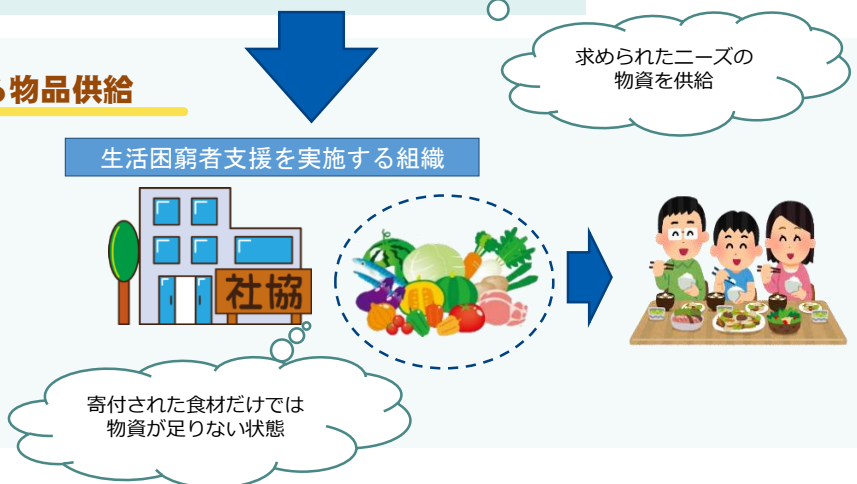 求められたニーズの
物資を供給
る物品供給
生活困窮者支援を実施する組織
社協
寄付された食材だけでは
物資が足りない状態